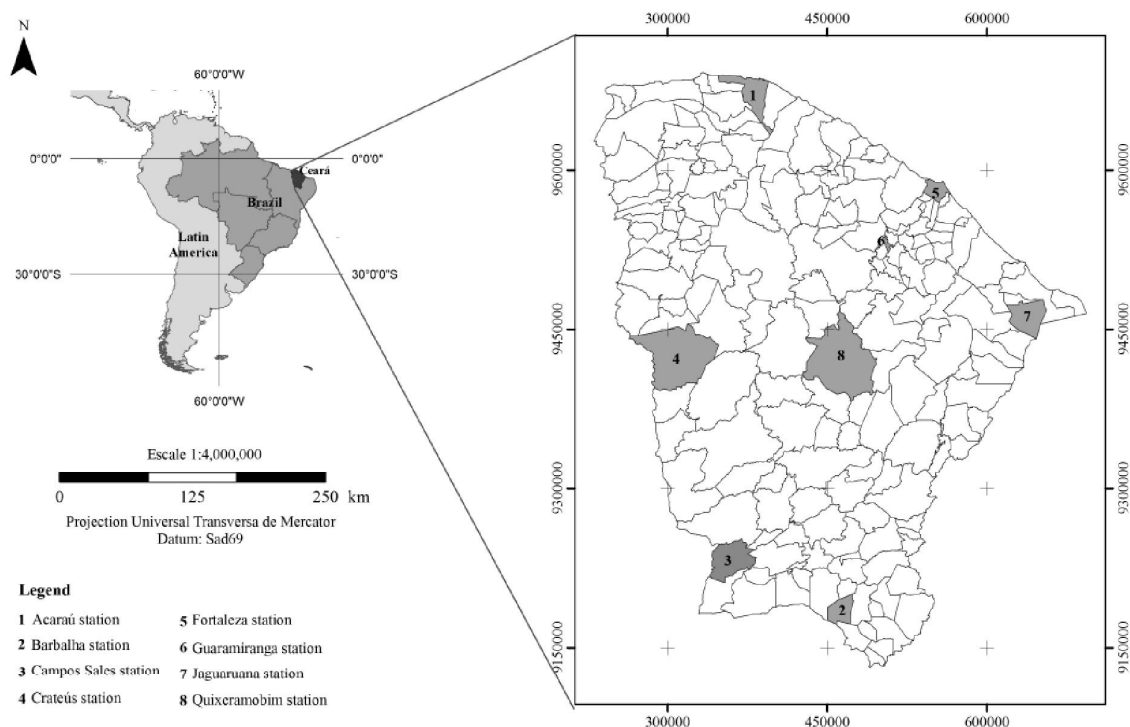 N
60°0'0"W
0°0'0"
0°0'0"
Ceará
Brazil
Latin
America
30°0'0"S
30°0'0"S
60°0'0"W
Escale 1:4,000,000
0 125 250 km
Projection Universal Transversa de Mercator
Datum: Sad69
Legend
1 Acaraú station
2 Barbalha station
3 Campos Sales station
4 Crateús station
5 Fortaleza station
6 Guaramiranga station
7 Jaguaruana station
8 Quixeramobim station
300000 450000 600000
1
9600000
9600000
5
6
7
9450000
9450000
4
8
9300000
9300000
3
2
9150000
9150000
300000 450000 600000